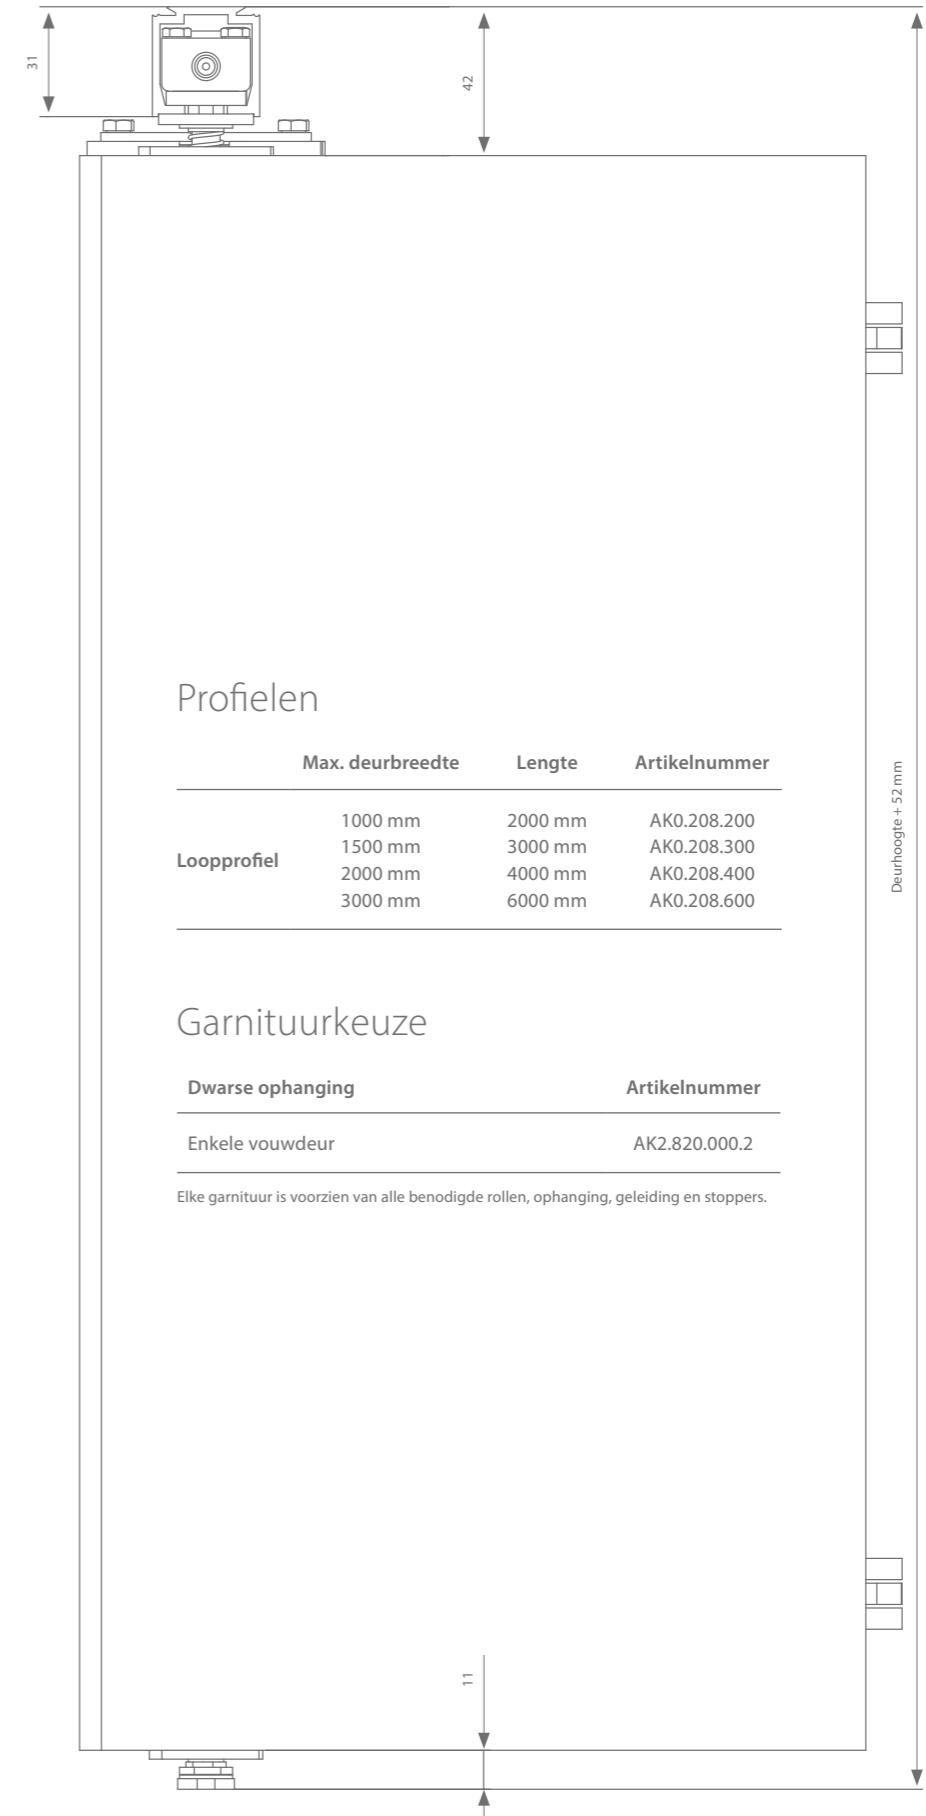 31
42
Profielen
Max. deurbreedte Lengte Artikelnummer
Loopprofiel
1000 mm 2000 mm AK0.208.200
1500 mm 3000 mm AK0.208.300
2000 mm 4000 mm AK0.208.400
3000 mm 6000 mm AK0.208.600
Deurhoogte + 52 mm
Garnituurkeuze
Dwarse ophanging Artikelnummer
Enkele vouwdeur AK2.820.000.2
Elke garnituur is voorzien van alle benodigde rollen, ophanging, geleiding en stoppers.
11